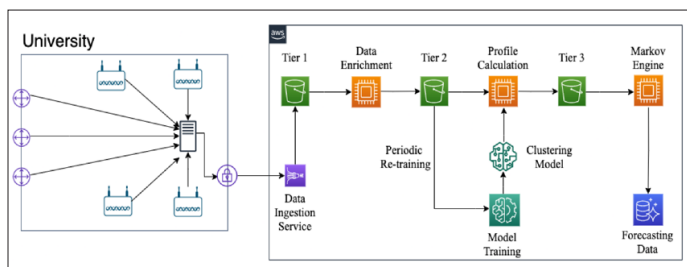 University
aws
Tier 1
Data
Enrichment
Tier 2
Profile
Calculation
Tier 3
Markov
Engine
Periodic
Re-training
Clustering
Model
Data
Ingestion
Service
Model
Training
Forecasting
Data